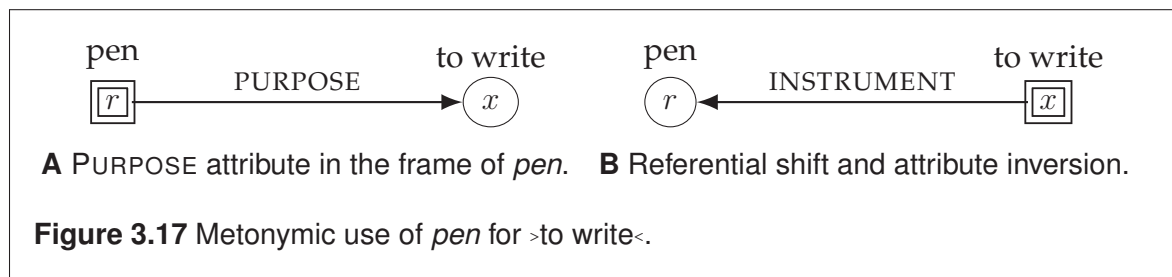 pen to write pen to write
r PURPOSE x r INSTRUMENT x
A PURPOSE attribute in the frame of pen. B Referential shift and attribute inversion.
Figure 3.17 Metonymic use of pen for ›to write‹.